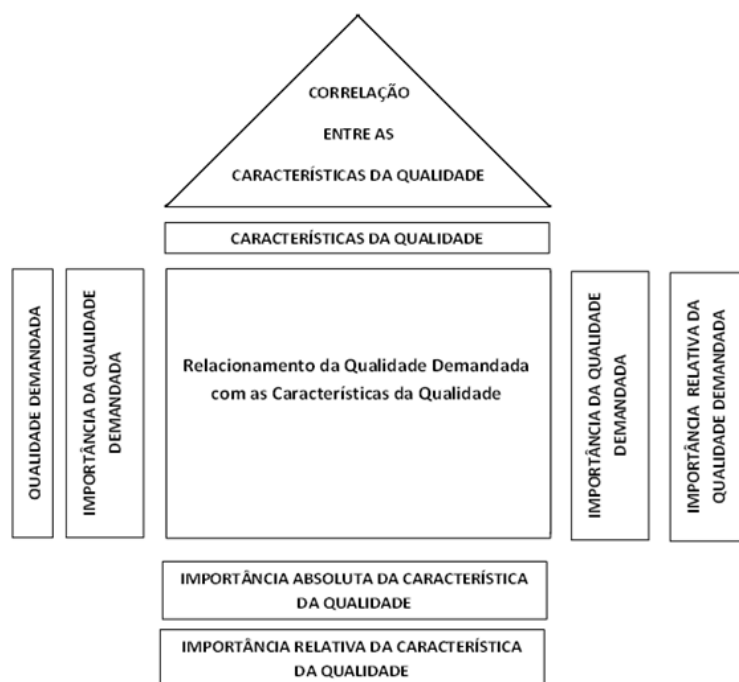 CORRELAÇÃO
ENTRE AS
CARACTERÍSTICAS DA QUALIDADE
CARACTERÍSTICAS DA QUALIDADE
QUALIDADE DEMANDADA
IMPORTÂNCIA DA QUALIDADE
DEMANDADA
Relacionamento da Qualidade Demandada
com as Características da Qualidade
IMPORTÂNCIA DA QUALIDADE
DEMANDADA
IMPORTÂNCIA RELATIVA DA
QUALIDADE DEMANDADA
IMPORTÂNCIA ABSOLUTA DA CARACTERÍSTICA
DA QUALIDADE
IMPORTÂNCIA RELATIVA DA CARACTERÍSTICA
DA QUALIDADE